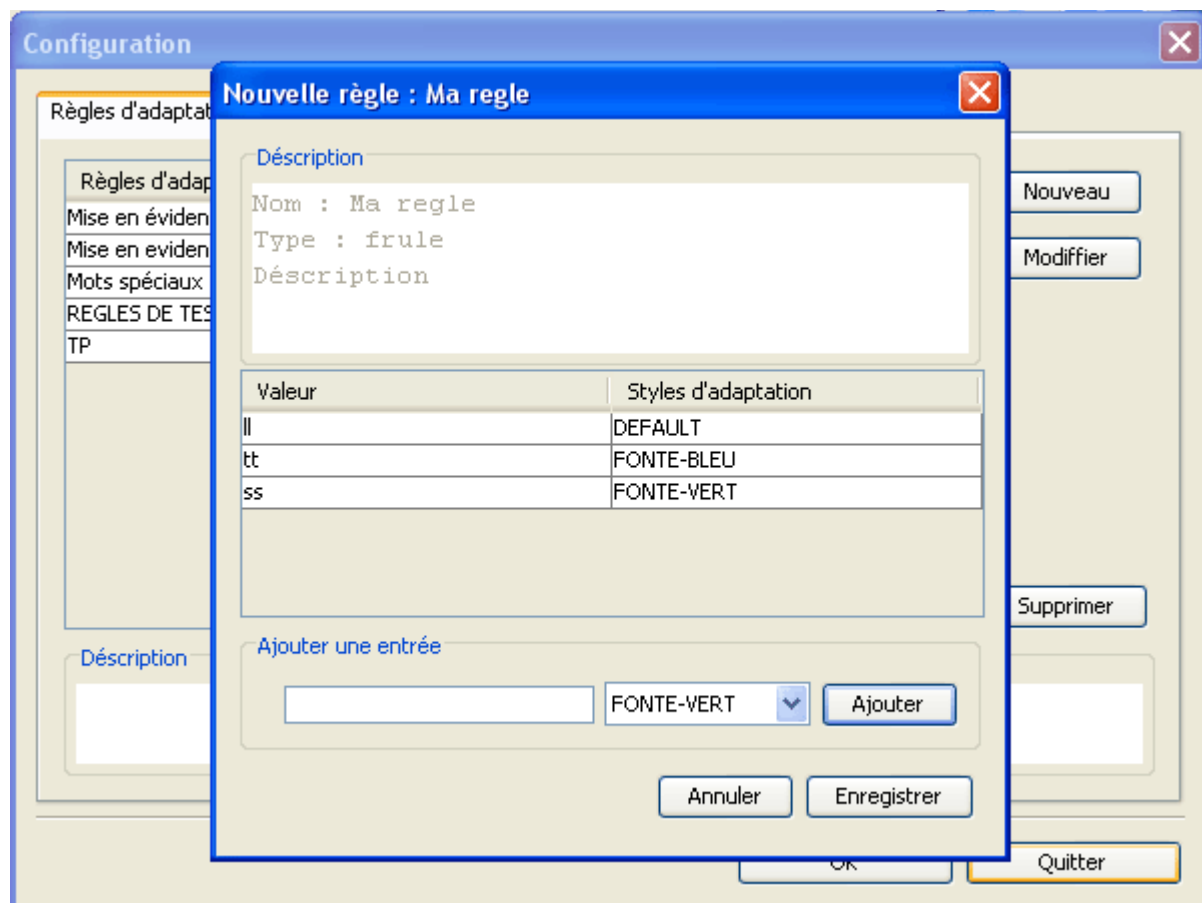 Configuration
Nouvelle règle : Ma regle
Règles d'adaptat
Déscription
Nom : Ma regle
Type : frule
Déscription
Règles d'adap
Mise en éviden
Mise en eviden
Mots spéciaux
REGLES DE TES
TP
Nouveau
Modiffier
Valeur Styles d'adaptation
ll DEFAULT
tt FONTE-BLEU
ss FONTE-VERT
Supprimer
Ajouter une entrée
Déscription
FONTE-VERT Ajouter
Annuler Enregistrer
OK Quitter